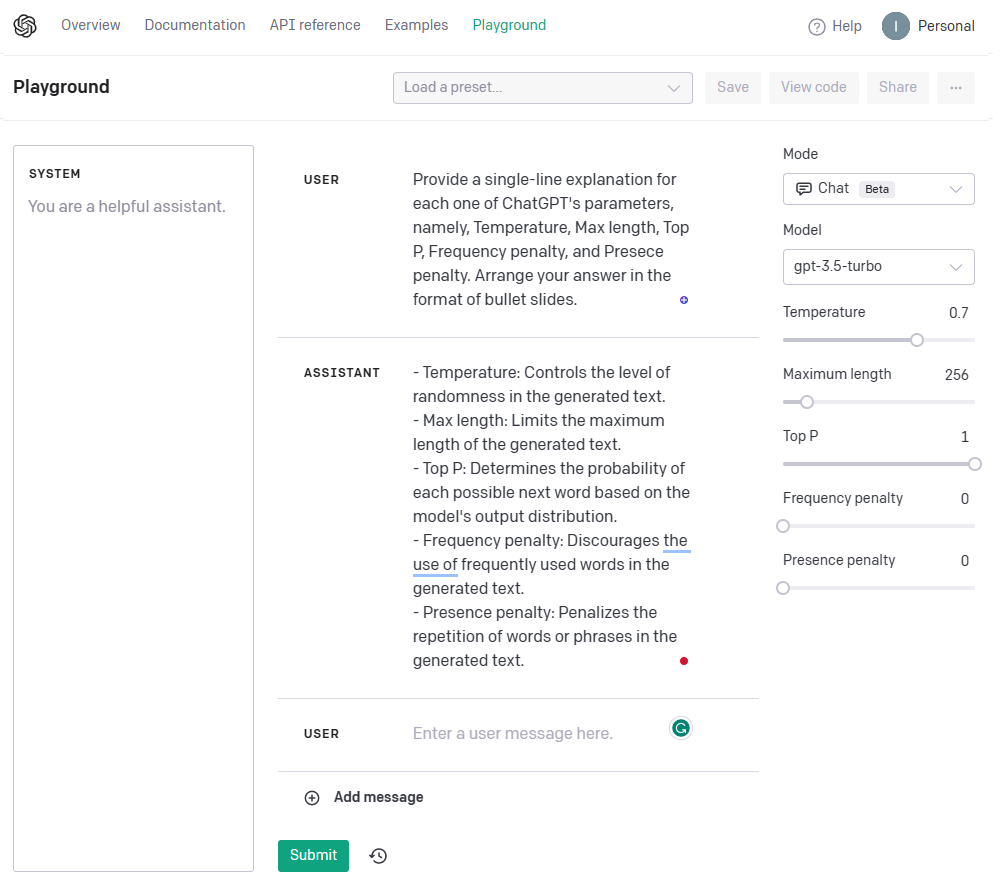 Overview Documentation API reference Examples Playground Help I Personal
Playground Load a preset... Save View code Share ...
SYSTEM
You are a helpful assistant.
USER
Provide a single-line explanation for
each one of ChatGPT's parameters,
namely, Temperature, Max length, Top
P, Frequency penalty, and Presece
penalty. Arrange your answer in the
format of bullet slides.
ASSISTANT
- Temperature: Controls the level of
randomness in the generated text.
- Max length: Limits the maximum
length of the generated text.
- Top P: Determines the probability of
each possible next word based on the
model's output distribution.
- Frequency penalty: Discourages the
use of frequently used words in the
generated text.
- Presence penalty: Penalizes the
repetition of words or phrases in the
generated text.
USER
Enter a user message here.
Add message
Submit
Mode
Chat Beta
Model
gpt-3.5-turbo
Temperature 0.7
Maximum length 256
Top P 1
Frequency penalty 0
Presence penalty 0